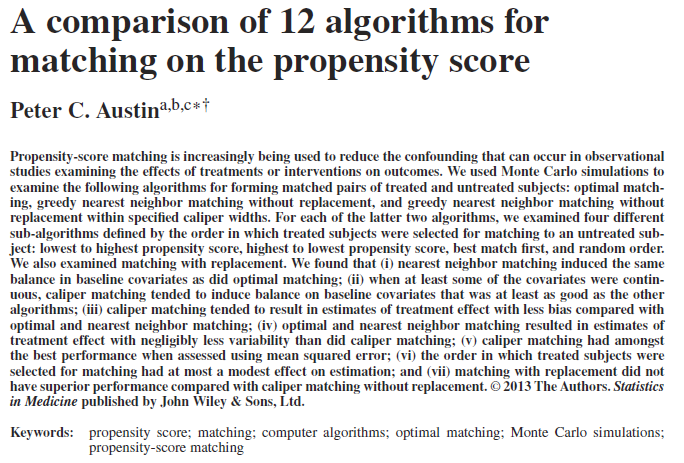 A comparison of 12 algorithms for
matching on the propensity score
Peter C. Austin^a,b,c*†
Propensity-score matching is increasingly being used to reduce the confounding that can occur in observational
studies examining the effects of treatments or interventions on outcomes. We used Monte Carlo simulations to
examine the following algorithms for forming matched pairs of treated and untreated subjects: optimal match-
ing, greedy nearest neighbor matching without replacement, and greedy nearest neighbor matching without
replacement within specified caliper widths. For each of the latter two algorithms, we examined four different
sub-algorithms defined by the order in which treated subjects were selected for matching to an untreated sub-
ject: lowest to highest propensity score, highest to lowest propensity score, best match first, and random order.
We also examined matching with replacement. We found that (i) nearest neighbor matching induced the same
balance in baseline covariates as did optimal matching; (ii) when at least some of the covariates were contin-
uous, caliper matching tended to induce balance on baseline covariates that was at least as good as the other
algorithms; (iii) caliper matching tended to result in estimates of treatment effect with less bias compared with
optimal and nearest neighbor matching; (iv) optimal and nearest neighbor matching resulted in estimates of
treatment effect with negligibly less variability than did caliper matching; (v) caliper matching had amongst
the best performance when assessed using mean squared error; (vi) the order in which treated subjects were
selected for matching had at most a modest effect on estimation; and (vii) matching with replacement did not
have superior performance compared with caliper matching without replacement. © 2013 The Authors. Statistics
in Medicine published by John Wiley & Sons, Ltd.
Keywords: propensity score; matching; computer algorithms; optimal matching; Monte Carlo simulations;
propensity-score matching